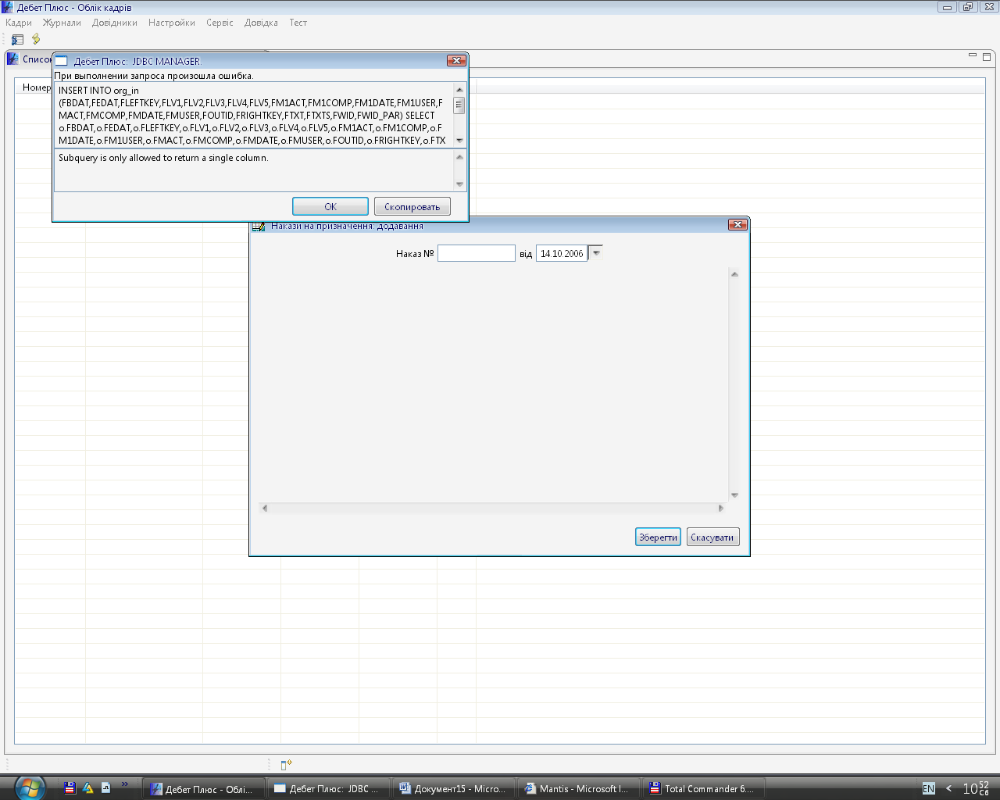 Дебет Плюс - Облік кадрів
Кадри Журнали Довідники Настройки Сервіс Довідка Тест
Список
Номер
Дебет Плюс: JDBC MANAGER.
При выполнении запроса произошла ошибка.
INSERT INTO org_in
(FBDAT,FEDAT,FLEFTKEY,FLV1,FLV2,FLV3,FLV4,FLV5,FM1ACT,FM1COMP,FM1DATE,FM1USER,F
MACT,FMCOMP,FMDATE,FMUSER,FOUTID,FRIGHTKEY,FTXT,FTXTS,FWID,FWID_PAR) SELECT
o.FBDAT,o.FEDAT,o.FLEFTKEY,o.FLV1,o.FLV2,o.FLV3,o.FLV4,o.FLV5,o.FM1ACT,o.FM1COMP,o.F
M1DATE,o.FM1USER,o.FMACT,o.FMCOMP,o.FMDATE,o.FMUSER,o.FOUTID,o.FRIGHTKEY,o.FTX
Subquery is only allowed to return a single column.
OK Скопировать
Накази на призначення: додавання
Наказ № від 14.10.2006
Зберегти Скасувати
Дебет Плюс - Облі... Дебет Плюс: JDBC ... Документ15 - Micro... Mantis - Microsoft I... Total Commander 6.... EN 10 52 Сб